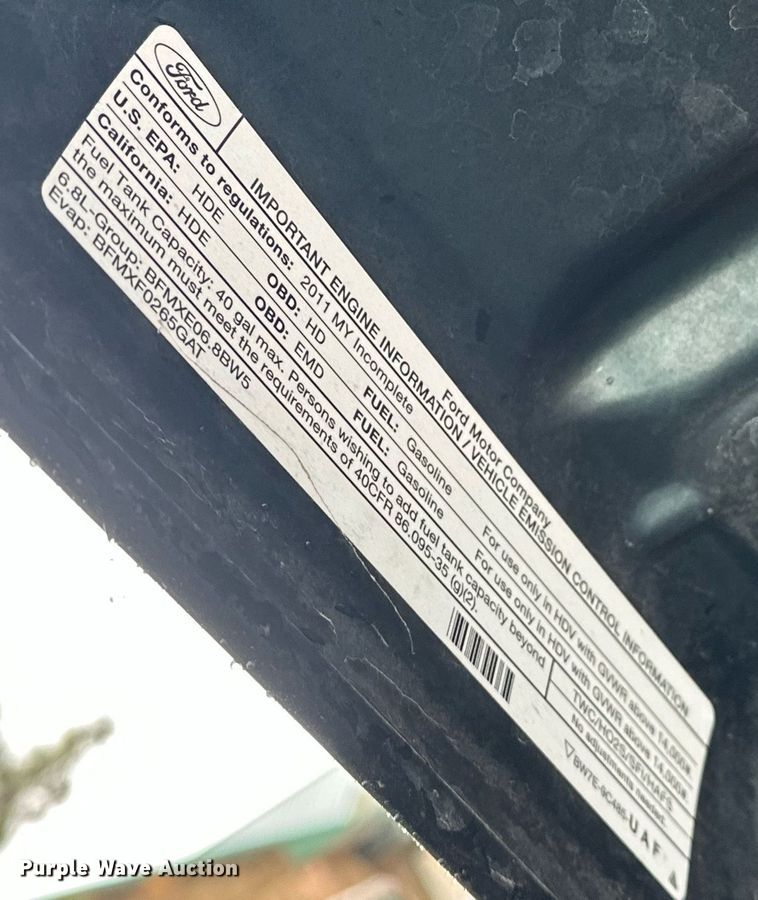 Ford
Ford Motor Company
IMPORTANT ENGINE INFORMATION / VEHICLE EMISSION CONTROL INFORMATION
Conforms to regulations: 2011 MY Incomplete
U.S. EPA: HDE OBD: HD FUEL: Gasoline For use only in HDV with GVWR above 14,000#.
California: HDE OBD: EMD FUEL: Gasoline For use only in HDV with GVWR above 14,000#.
Fuel Tank Capacity: 40 gal max. Persons wishing to add fuel tank capacity beyond
the maximum must meet the requirements of 40CFR 86.095-35 (g)(2).
TWC/HO2S/SFI/HAFS
No adjustments needed.
6.8L-Group: BFMXE06.8BW5
Evap: BFMXF0265GAT
BW7E-9C485-UAF
Purple Wave Auction